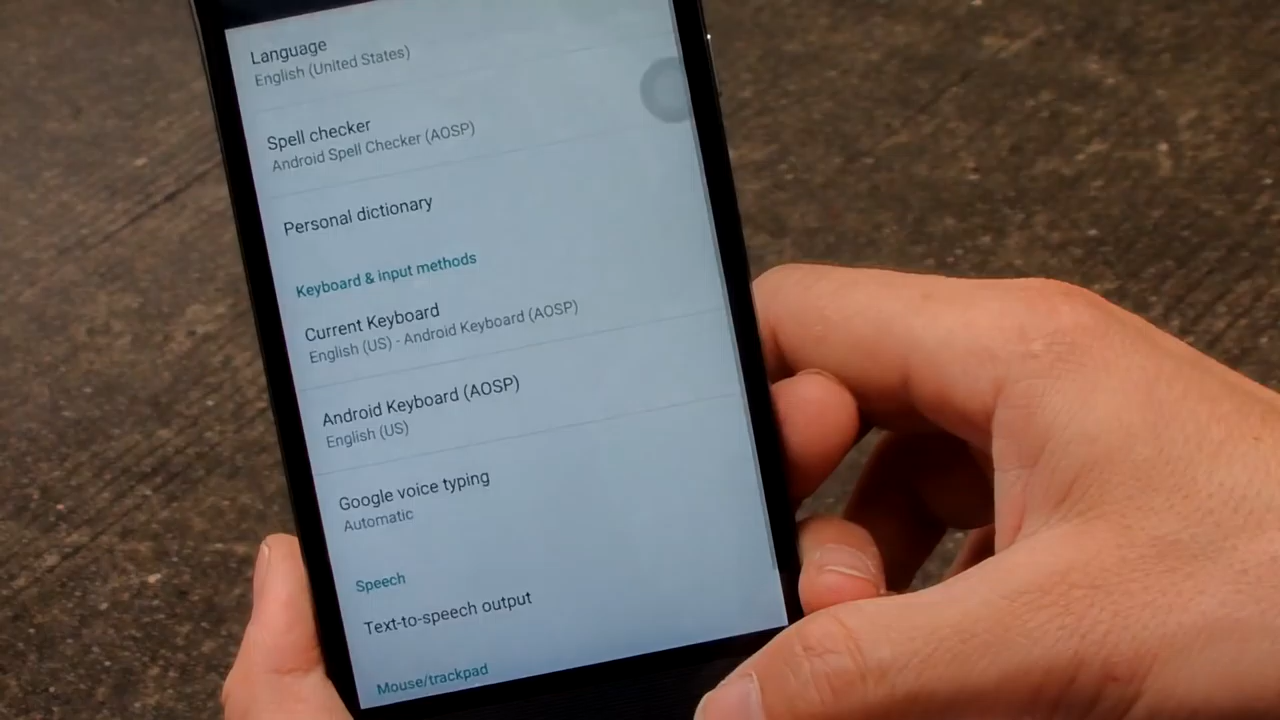 Language
English (United States)
Spell checker
Android Spell Checker (AOSP)
Personal dictionary
Keyboard & input methods
Current Keyboard
English (US) - Android Keyboard (AOSP)
Android Keyboard (AOSP)
English (US)
Google voice typing
Automatic
Speech
Text-to-speech output
Mouse/trackpad